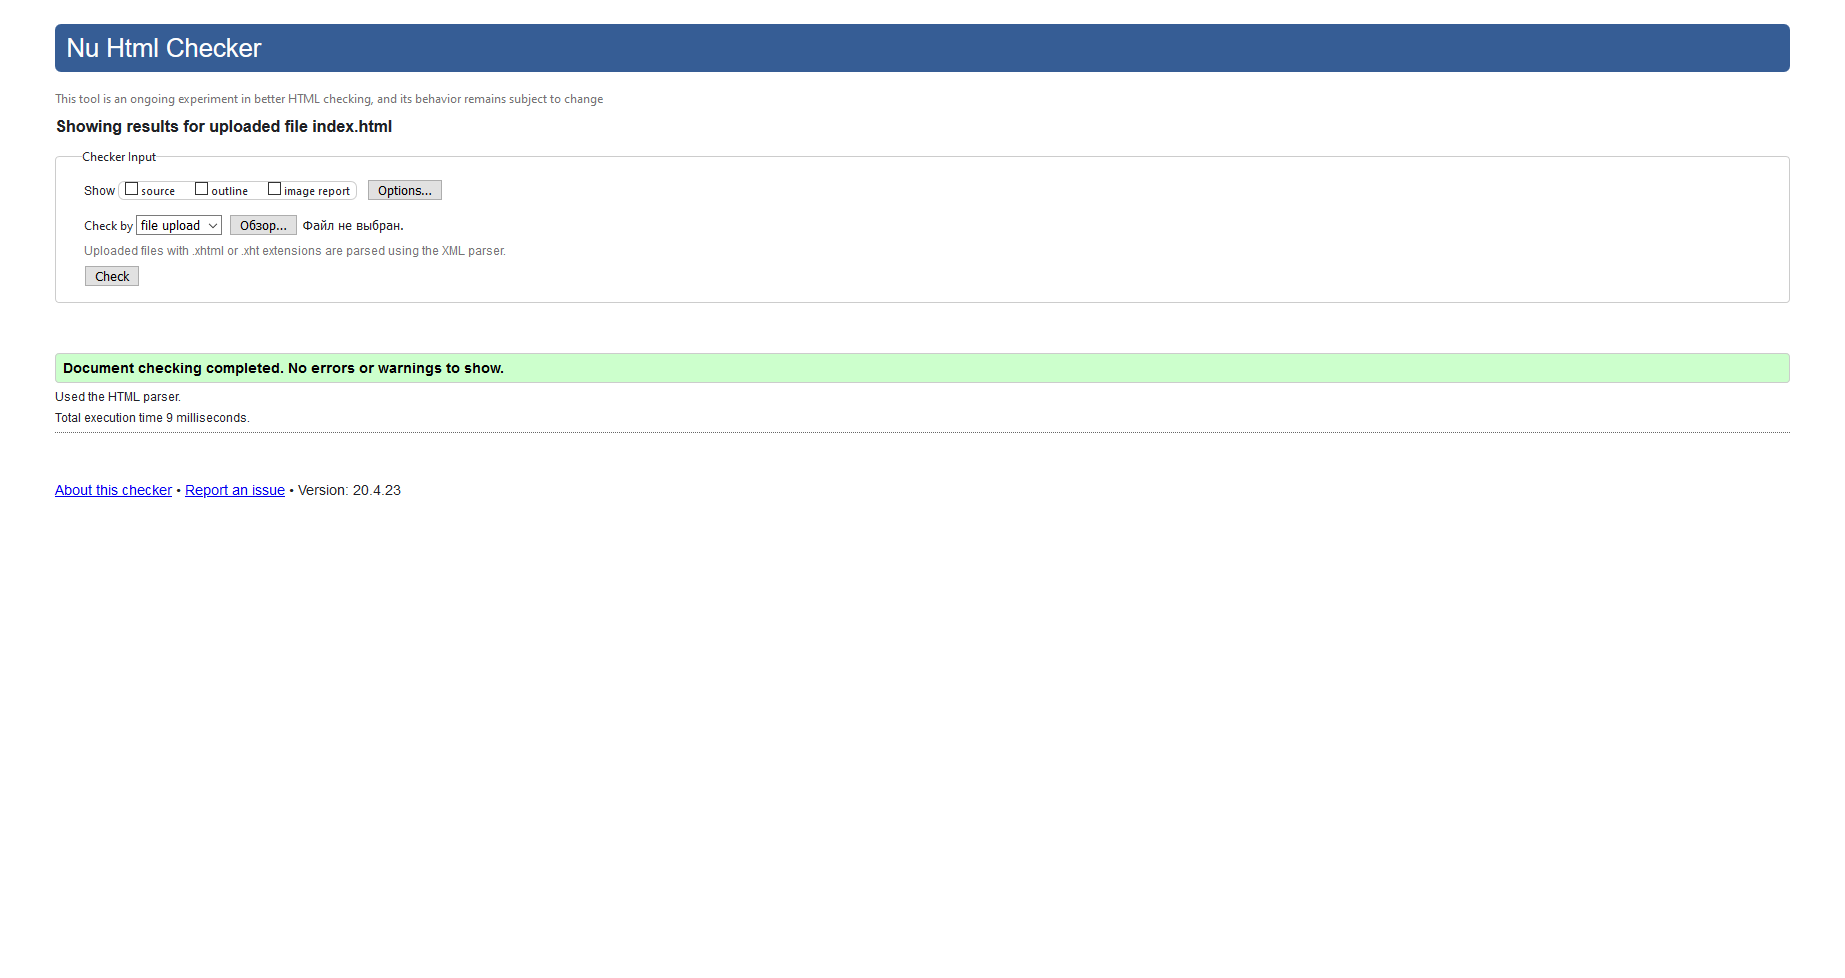 Nu Html Checker
This tool is an ongoing experiment in better HTML checking, and its behavior remains subject to change
Showing results for uploaded file index.html
Checker Input
Show source outline image report Options...
Check by file upload Обзор... Файл не выбран.
Uploaded files with .xhtml or .xht extensions are parsed using the XML parser.
Check
Document checking completed. No errors or warnings to show.
Used the HTML parser.
Total execution time 9 milliseconds.
About this checker • Report an issue • Version: 20.4.23